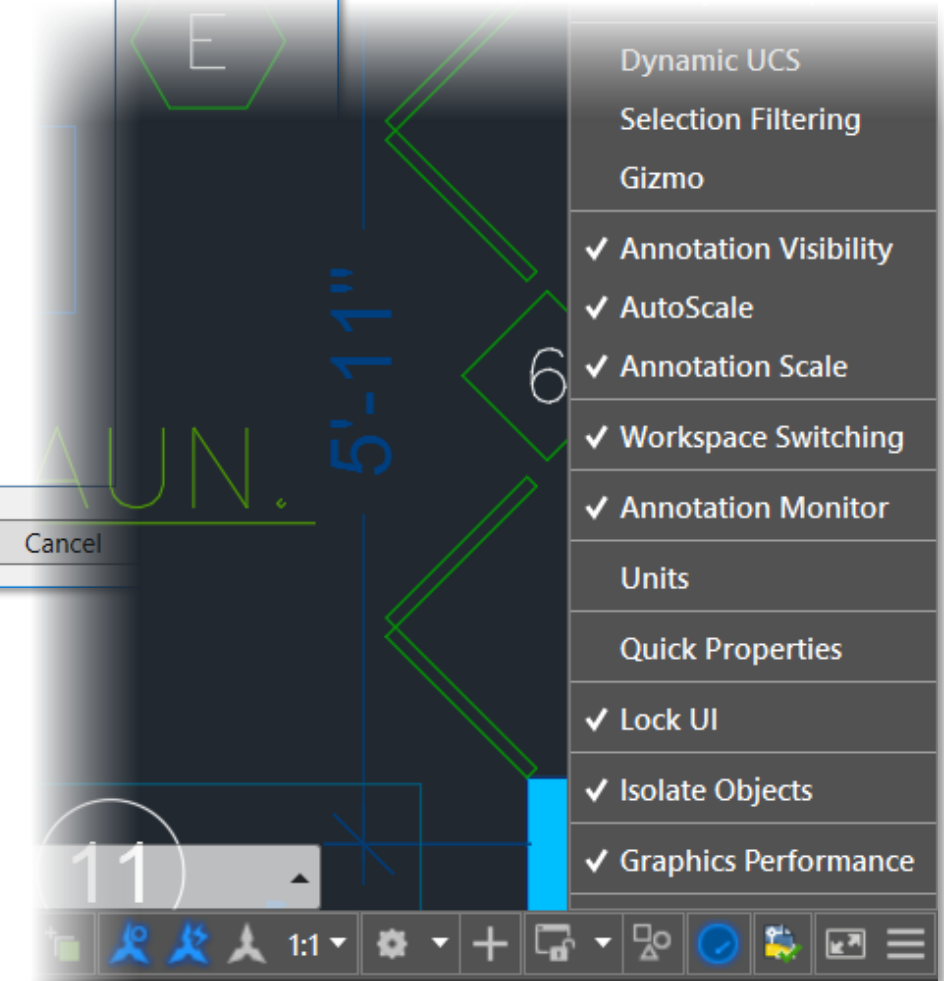 E
Dynamic UCS
Selection Filtering
Gizmo
Annotation Visibility
AutoScale
5'-11"
6
Annotation Scale
Workspace Switching
AUN.
Annotation Monitor
Cancel
Units
Quick Properties
Lock UI
Isolate Objects
11
Graphics Performance
1:1